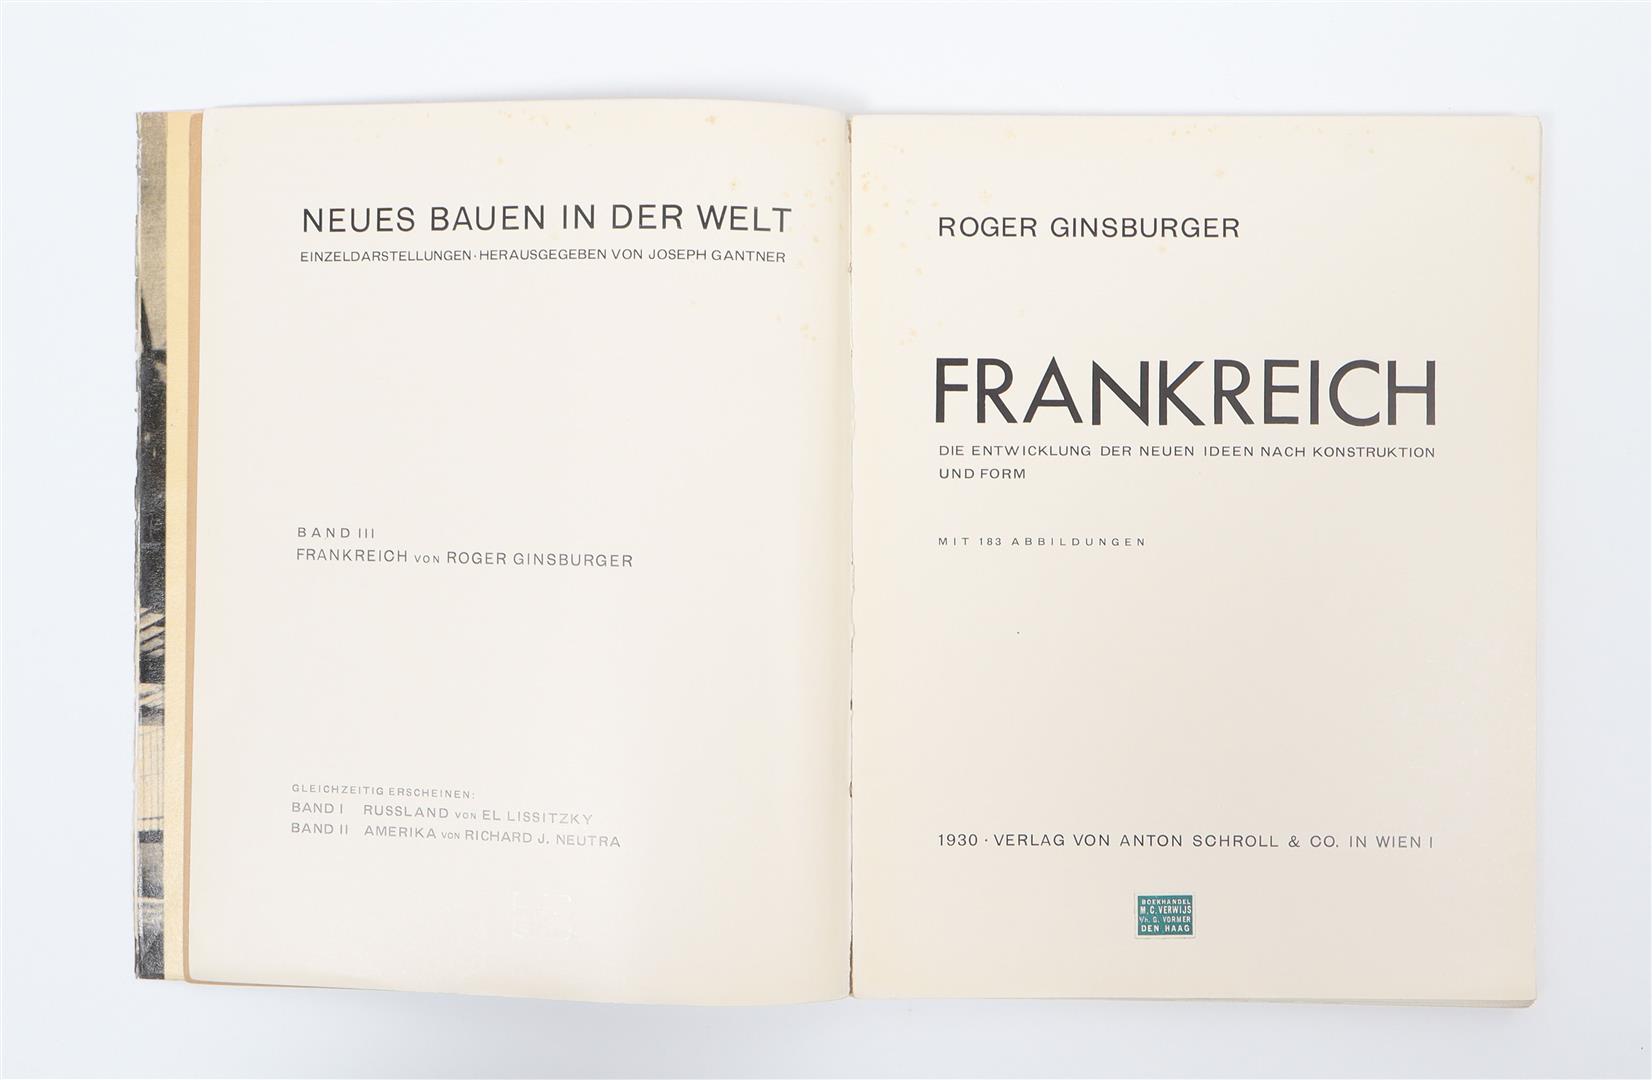 NEUES BAUEN IN DER WELT
EINZELDARSTELLUNGEN · HERAUSGEGEBEN VON JOSEPH GANTNER
BAND III
FRANKREICH VON ROGER GINSBURGER
GLEICHZEITIG ERSCHEINEN:
BAND I RUSSLAND VON EL LISSITZKY
BAND II AMERIKA VON RICHARD J. NEUTRA
ROGER GINSBURGER
FRANKREICH
DIE ENTWICKLUNG DER NEUEN IDEEN NACH KONSTRUKTION
UND FORM
MIT 183 ABBILDUNGEN
1930 · VERLAG VON ANTON SCHROLL & CO. IN WIEN I
BOEKHANDEL
M.C. VERWIJS
v/h. G. VORMER
DEN HAAG